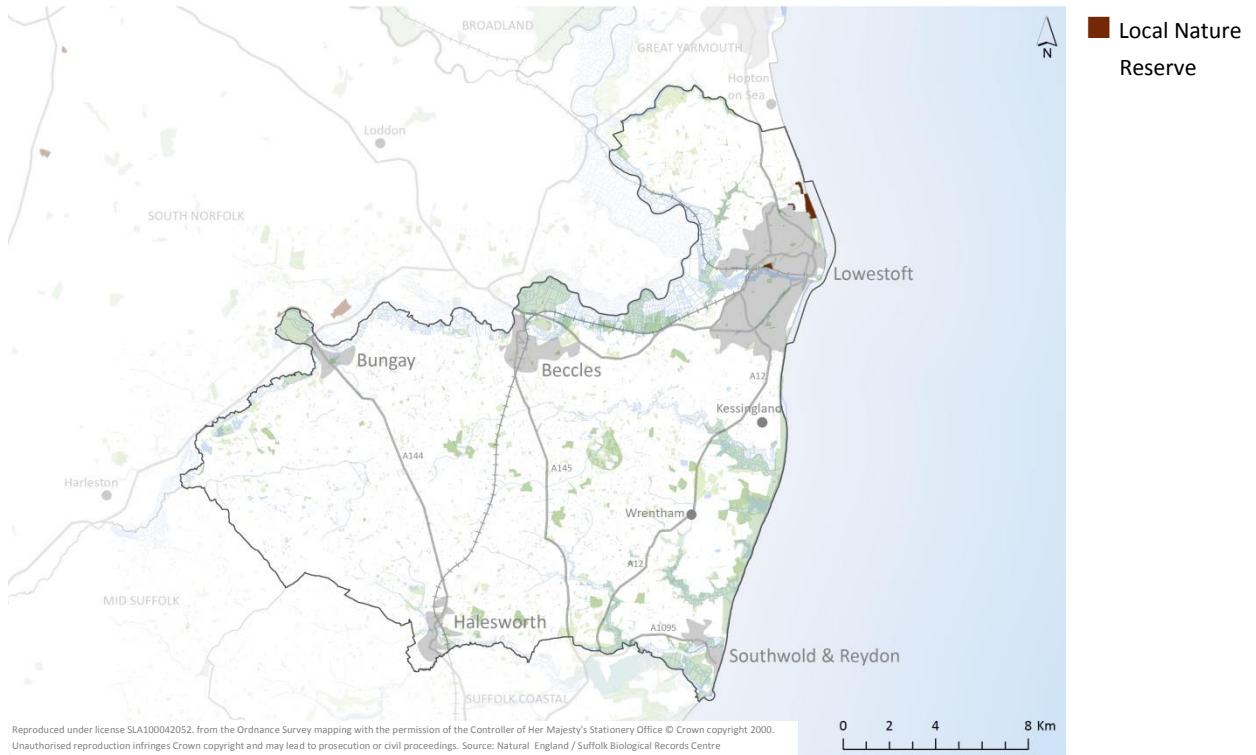 BROADLAND
GREAT YARMOUTH
N
Local Nature
Reserve
Hopton
on Sea
Loddon
SOUTH NORFOLK
Lowestoft
Bungay
Beccles
A12
Kessingland
A144
A145
Harleston
Wrentham
A12
MID SUFFOLK
Halesworth
A1095
Southwold & Reydon
SUFFOLK COASTAL
0 2 4 8 Km
Reproduced under license SLA100042052. from the Ordnance Survey mapping with the permission of the Controller of Her Majesty's Stationery Office © Crown copyright 2000.
Unauthorised reproduction infringes Crown copyright and may lead to prosecution or civil proceedings. Source: Natural England / Suffolk Biological Records Centre